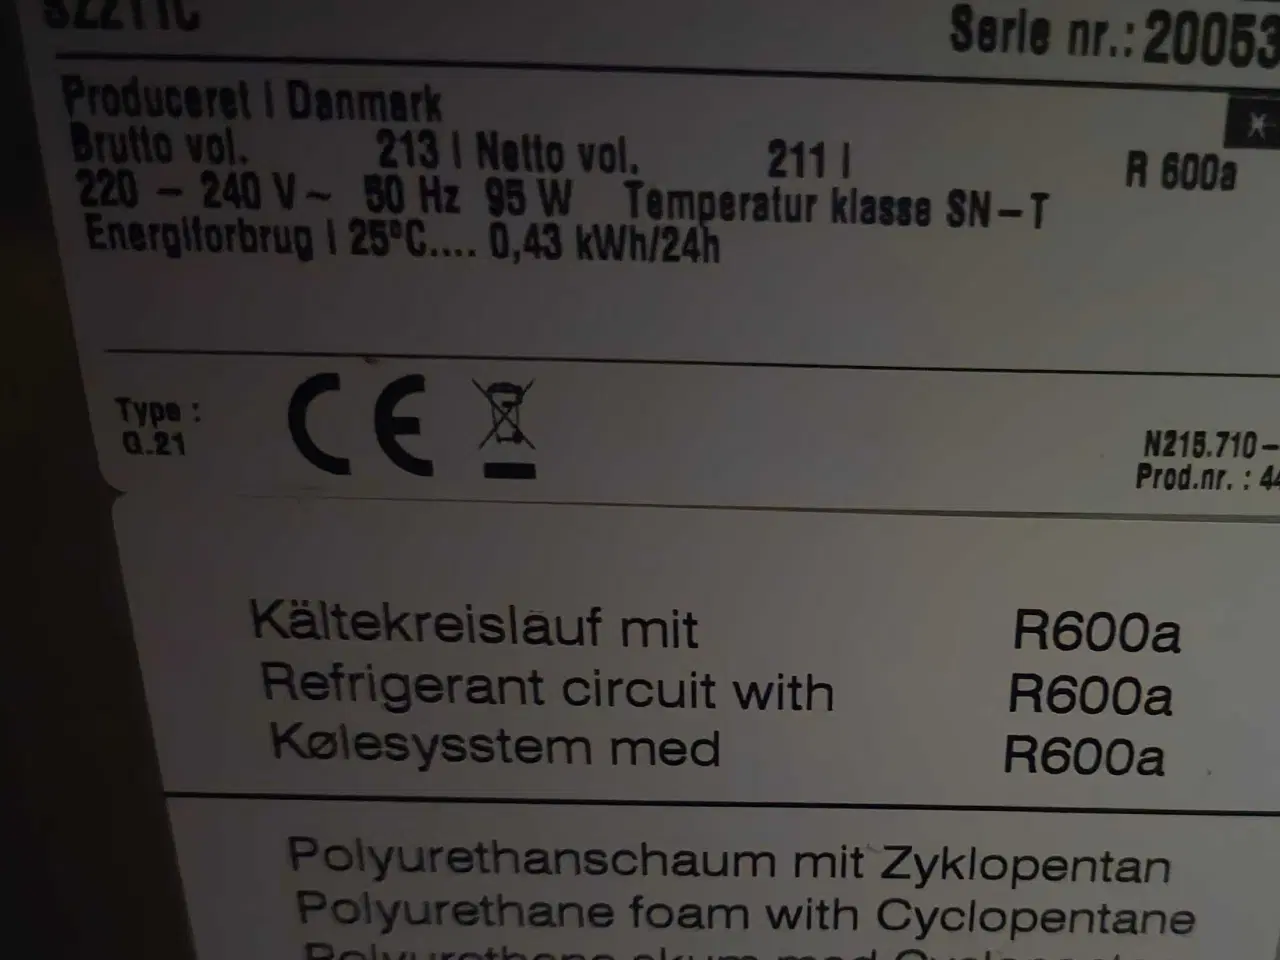 Serie nr.: 20053
Produceret i Danmark
Brutto vol. 213 l Netto vol. 211 l
R 600a
220 - 240 V~ 50 Hz 95 W Temperatur klasse SN-T
Energiforbrug i 25°C.... 0,43 kWh/24h
Type :
Q.21
CE
N215.710-
Prod.nr. : 44
Kältekreislauf mit R600a
Refrigerant circuit with R600a
Kølesysstem med R600a
Polyurethanschaum mit Zyklopentan
Polyurethane foam with Cyclopentane